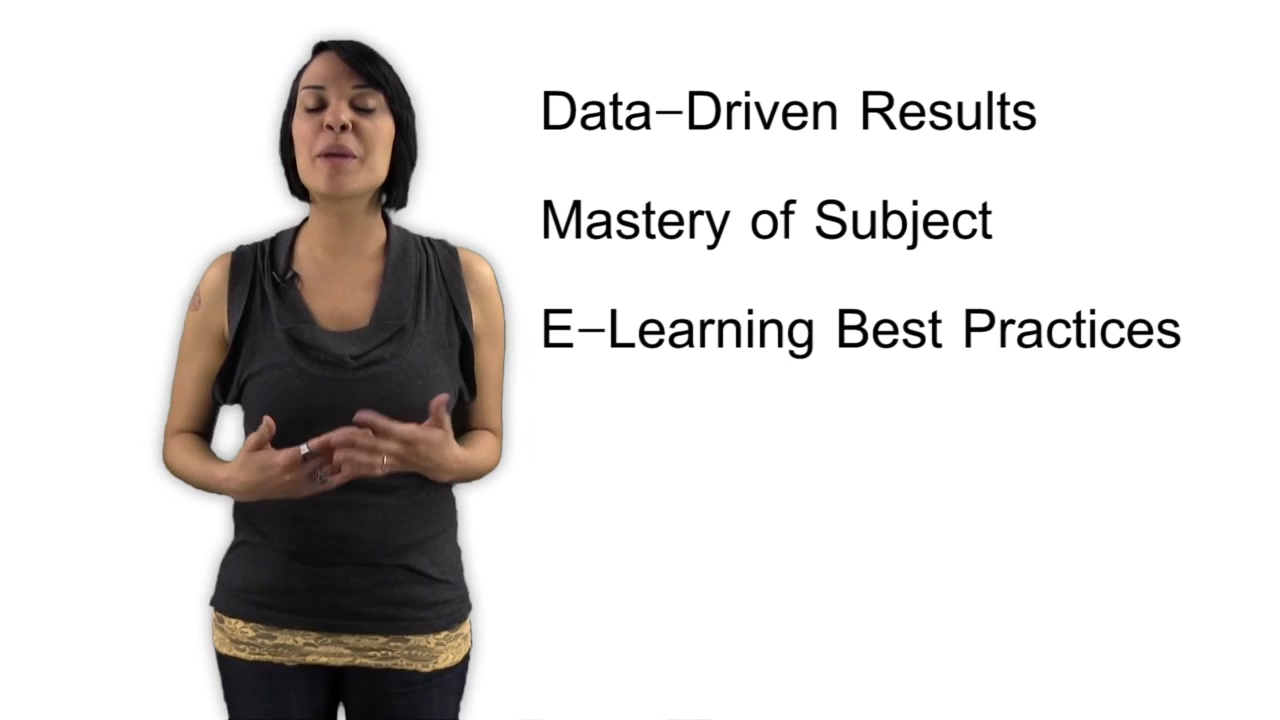 Data-Driven Results
Mastery of Subject
E-Learning Best Practices